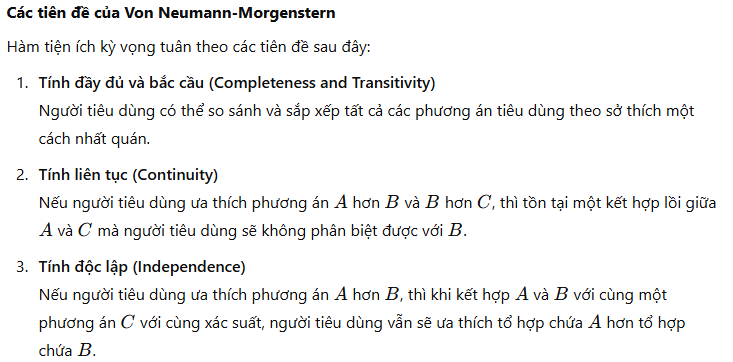 Các tiên đề của Von Neumann-Morgenstern
Hàm tiện ích kỳ vọng tuân theo các tiên đề sau đây:
1. Tính đầy đủ và bắc cầu (Completeness and Transitivity)
Người tiêu dùng có thể so sánh và sắp xếp tất cả các phương án tiêu dùng theo sở thích một
cách nhất quán.
2. Tính liên tục (Continuity)
Nếu người tiêu dùng ưa thích phương án A hơn B và B hơn C, thì tồn tại một kết hợp lồi giữa
A và C mà người tiêu dùng sẽ không phân biệt được với B.
3. Tính độc lập (Independence)
Nếu người tiêu dùng ưa thích phương án A hơn B, thì khi kết hợp A và B với cùng một
phương án C với cùng xác suất, người tiêu dùng vẫn sẽ ưa thích tổ hợp chứa A hơn tổ hợp
chứa B.